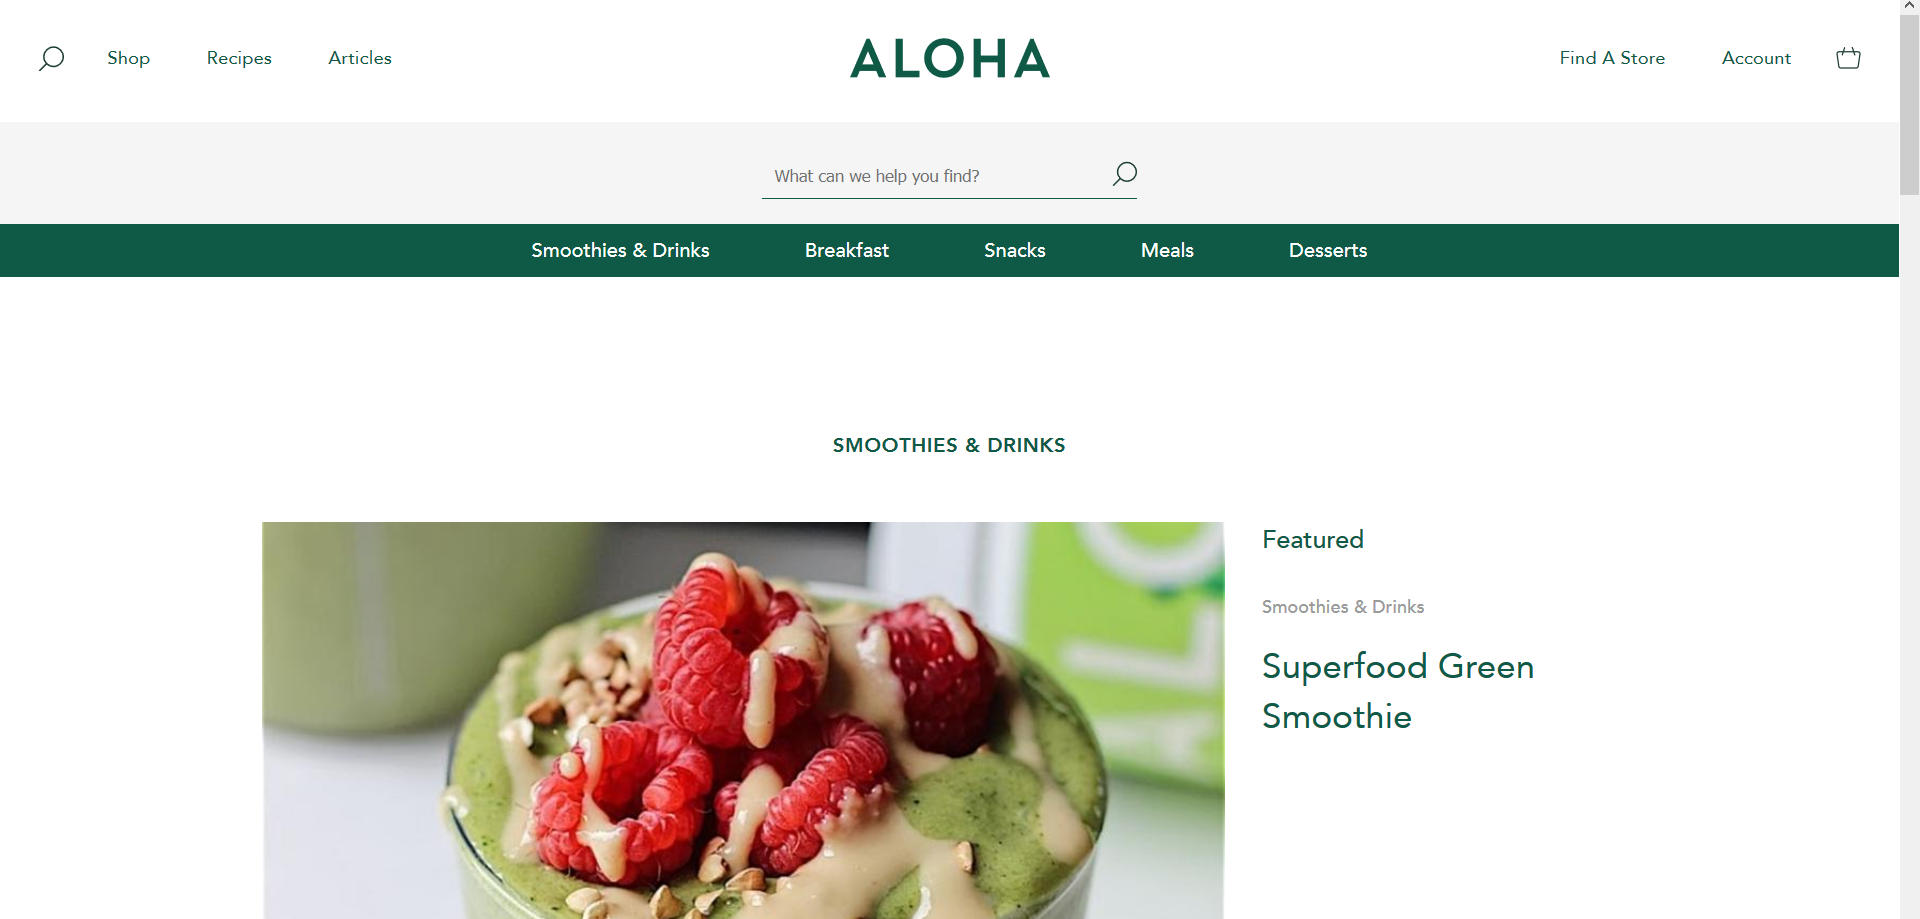 Shop
Recipes
Articles
ALOHA
Find A Store
Account
What can we help you find?
Smoothies & Drinks
Breakfast
Snacks
Meals
Desserts
SMOOTHIES & DRINKS
Featured
Smoothies & Drinks
Superfood Green
Smoothie